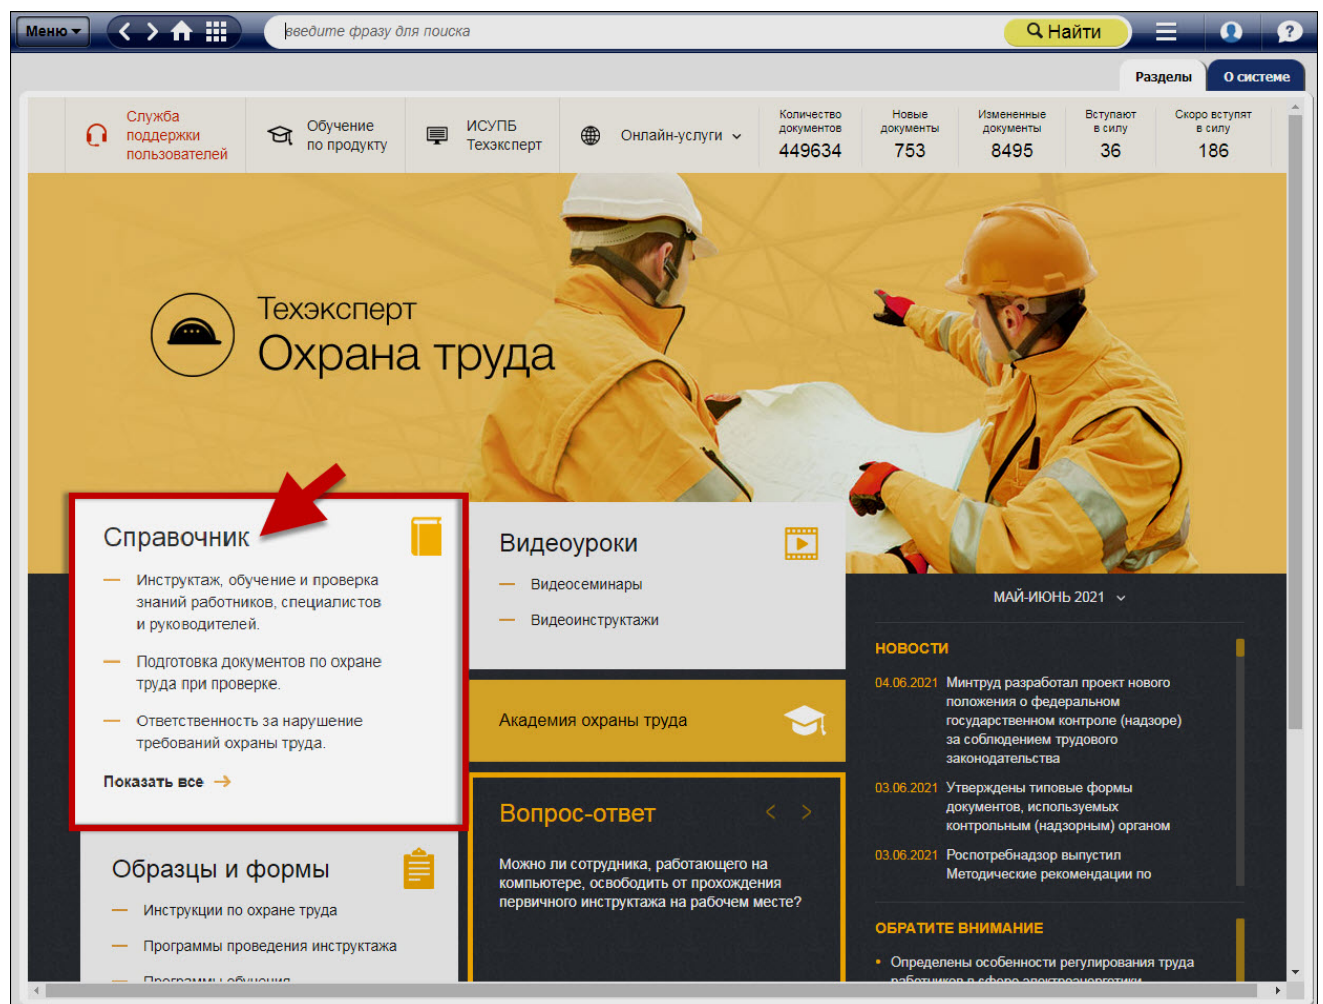 Меню
введите фразу для поиска
Найти
?
Разделы
О системе
Служба
поддержки
пользователей
Обучение
по продукту
ИСУПБ
Техэксперт
Онлайн-услуги
Количество
документов
449634
Новые
документы
753
Измененные
документы
8495
Вступают
в силу
36
Скоро вступят
в силу
186
Техэксперт
Охрана труда
Справочник
— Инструктаж, обучение и проверка
знаний работников, специалистов
и руководителей.
— Подготовка документов по охране
труда при проверке.
— Ответственность за нарушение
требований охраны труда.
Показать все →
Образцы и формы
— Инструкции по охране труда
— Программы проведения инструктажа
— Программы обучения
Видеоуроки
— Видеосеминары
— Видеоинструктажи
Академия охраны труда
Вопрос-ответ
Можно ли сотрудника, работающего на
компьютере, освободить от прохождения
первичного инструктажа на рабочем месте?
МАЙ-ИЮНЬ 2021
НОВОСТИ
04.06.2021 Минтруд разработал проект нового
положения о федеральном
государственном контроле (надзоре)
за соблюдением трудового
законодательства
03.06.2021 Утверждены типовые формы
документов, используемых
контрольным (надзорным) органом
03.06.2021 Роспотребнадзор выпустил
Методические рекомендации по
ОБРАТИТЕ ВНИМАНИЕ
• Определены особенности регулирования труда
работников в сфере электроэнергетики